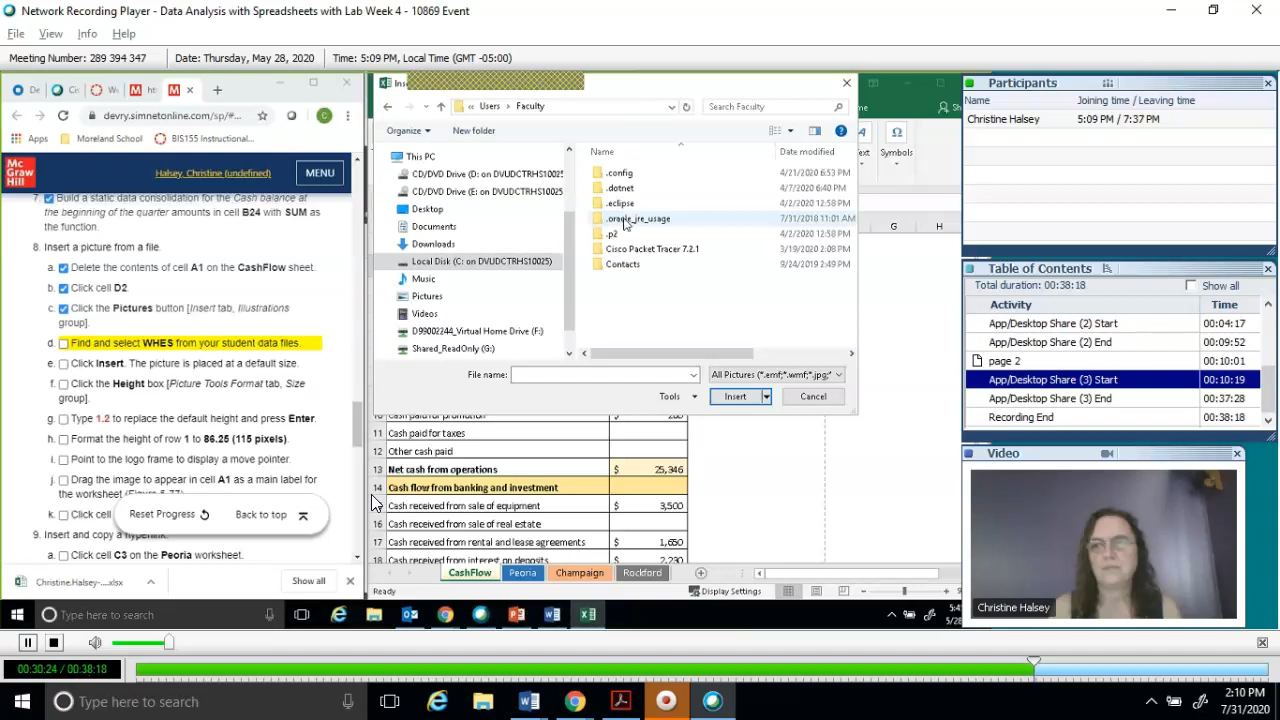 Network Recording Player - Data Analysis with Spreadsheets with Lab Week 4 - 10869 Event
File View Info Help
Meeting Number: 289 394 347 Date: Thursday, May 28, 2020 Time: 5:09 PM, Local Time (GMT -05:00)
devry.simnetonline.com/sp/#...
Apps Moreland School BIS155 Instructional...
Mc Graw Hill
Halsey, Christine (undefined)
MENU
7. Build a static data consolidation for the Cash balance at
the beginning of the quarter amounts in cell B24 with SUM as
the function.
8. Insert a picture from a file.
a. Delete the contents of cell A1 on the CashFlow sheet.
b. Click cell D2.
c. Click the Pictures button [Insert tab, Illustrations
group].
d. Find and select WHES from your student data files.
e. Click Insert. The picture is placed at a default size.
f. Click the Height box [Picture Tools Format tab, Size
group].
g. Type 1.2 to replace the default height and press Enter.
h. Format the height of row 1 to 86.25 (115 pixels).
i. Point to the logo frame to display a move pointer.
j. Drag the image to appear in cell A1 as a main label for
the worksheet
k. Click cell
Reset Progress Back to top
9. Insert and copy a hyperlink.
a. Click cell C3 on the Peoria worksheet.
Christine.Halsey-....xlsx
Show all
Users Faculty
Search Faculty
Organize New folder
This PC
CD/DVD Drive (D: on DVUDCTRHS10025
CD/DVD Drive (E: on DVUDCTRHS10025
Desktop
Documents
Downloads
Local Disk (C: on DVUDCTRHS10025)
Music
Pictures
Videos
D99002244_Virtual Home Drive (F:)
Shared_ReadOnly (G:)
Name Date modified
.config 4/21/2020 6:53 PM
.dotnet 4/7/2020 6:40 PM
.eclipse 4/2/2020 12:58 PM
.oracle_jre_usage 7/31/2018 11:01 AM
.p2 4/2/2020 12:58 PM
Cisco Packet Tracer 7.2.1 3/19/2020 2:08 PM
Contacts 9/24/2019 2:49 PM
File name: All Pictures (*.emf;*.wmf;*.jpg;*
Tools Insert Cancel
Symbols
G H
11 Cash paid for taxes
12 Other cash paid
13 Net cash from operations $ 25,346
14 Cash flow from banking and investment
15 Cash received from sale of equipment $ 3,500
16 Cash received from sale of real estate
17 Cash received from rental and lease agreements $ 1,650
18 Cash received from interest on deposits $ 2,230
CashFlow Peoria Champaign Rockford
Ready Display Settings
Type here to search
Participants
Name Joining time / Leaving time
Christine Halsey 5:09 PM / 7:37 PM
Table of Contents
Total duration: 00:38:18 Show all
Activity Time
App/Desktop Share (2) Start 00:04:17
App/Desktop Share (2) End 00:09:52
page 2 00:10:01
App/Desktop Share (3) Start 00:10:19
App/Desktop Share (3) End 00:37:28
Recording End 00:38:18
Video
Christine Halsey
00:30:24 / 00:38:18
Type here to search
2:10 PM
7/31/2020